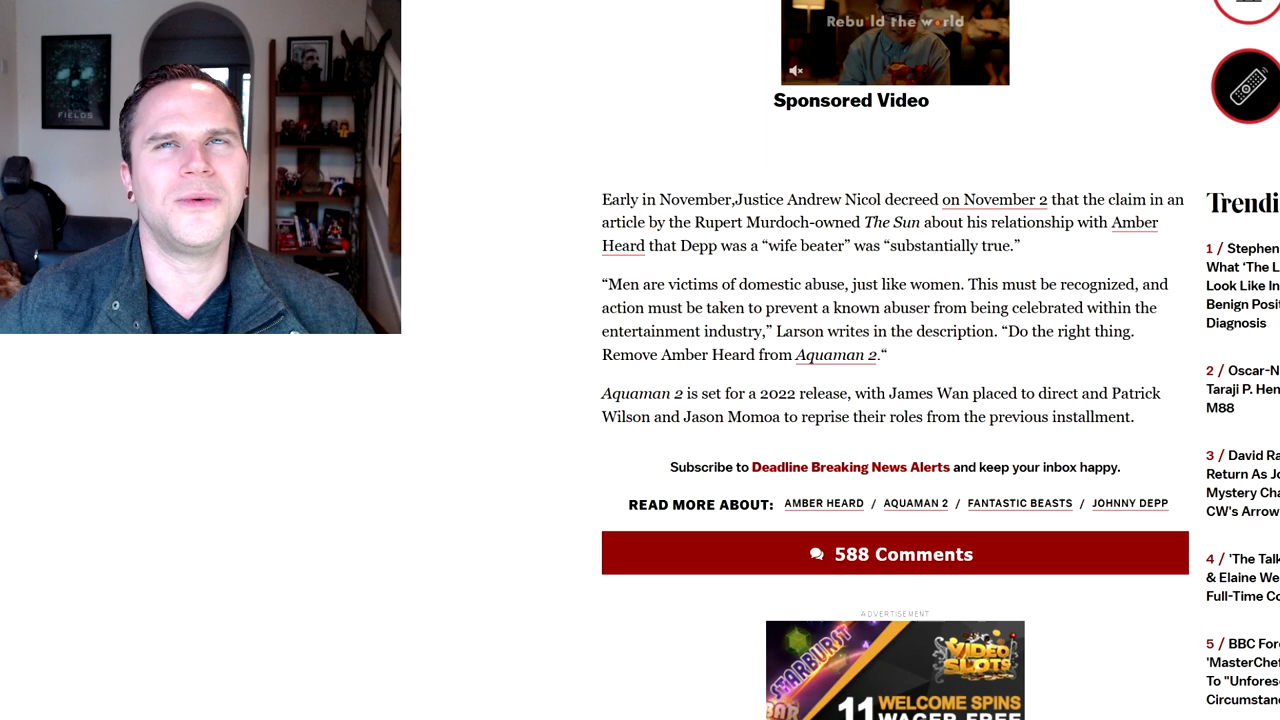 FIELDS
Rebuild the world
Sponsored Video
Early in November,Justice Andrew Nicol decreed on November 2 that the claim in an
article by the Rupert Murdoch-owned The Sun about his relationship with Amber
Heard that Depp was a “wife beater” was “substantially true.”
“Men are victims of domestic abuse, just like women. This must be recognized, and
action must be taken to prevent a known abuser from being celebrated within the
entertainment industry,” Larson writes in the description. “Do the right thing.
Remove Amber Heard from Aquaman 2.“
Aquaman 2 is set for a 2022 release, with James Wan placed to direct and Patrick
Wilson and Jason Momoa to reprise their roles from the previous installment.
Subscribe to Deadline Breaking News Alerts and keep your inbox happy.
READ MORE ABOUT: AMBER HEARD / AQUAMAN 2 / FANTASTIC BEASTS / JOHNNY DEPP
588 Comments
ADVERTISEMENT
STARBURST
BAR
VIDEO
SLOTS
11 WELCOME SPINS
WAGER FREE
Trendi
1 / Stephen
What ‘The L
Look Like In
Benign Posit
Diagnosis
2 / Oscar-N
Taraji P. Hen
M88
3 / David Ra
Return As Jo
Mystery Cha
CW's Arrow
4 / 'The Talk
& Elaine We
Full-Time Co
5 / BBC For
'MasterChef
To "Unfores
Circumstan